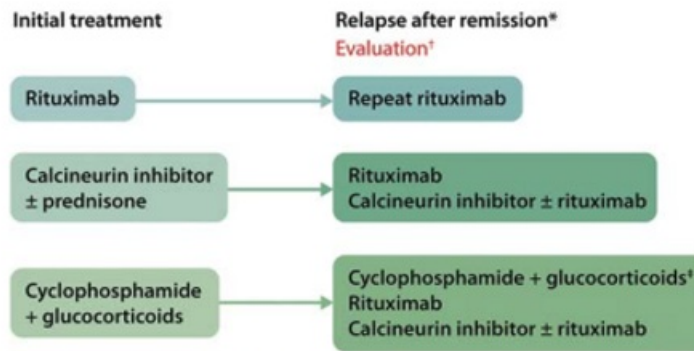 Initial treatment
Relapse after remission*
Evaluation†
Rituximab
Repeat rituximab
Calcineurin inhibitor
± prednisone
Rituximab
Calcineurin inhibitor ± rituximab
Cyclophosphamide
+ glucocorticoids
Cyclophosphamide + glucocorticoids‡
Rituximab
Calcineurin inhibitor ± rituximab